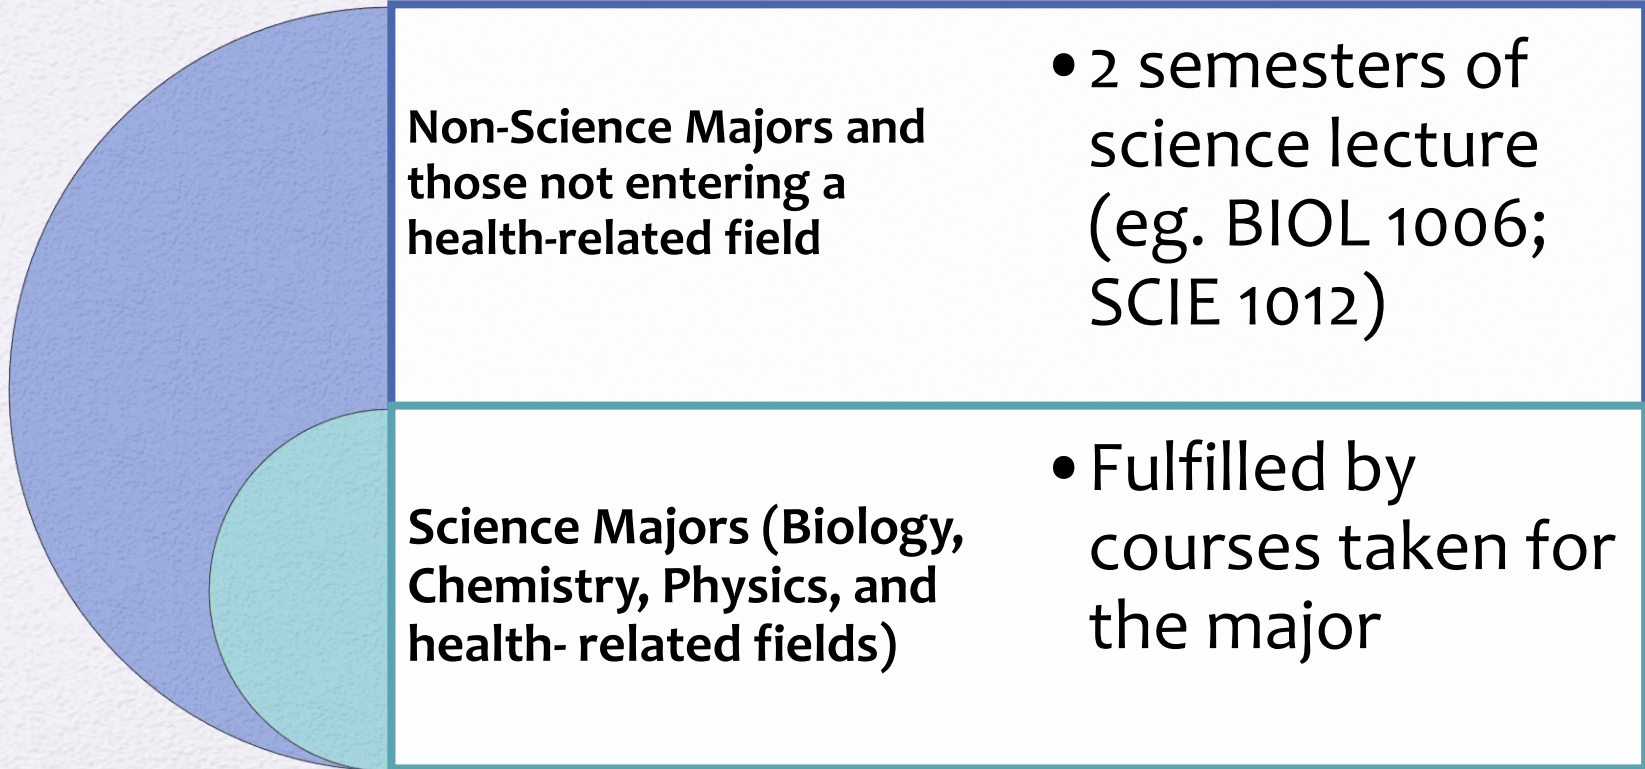 Non-Science Majors and
those not entering a
health-related field
• 2 semesters of
science lecture
(eg. BIOL 1006;
SCIE 1012)
Science Majors (Biology,
Chemistry, Physics, and
health- related fields)
• Fulfilled by
courses taken for
the major